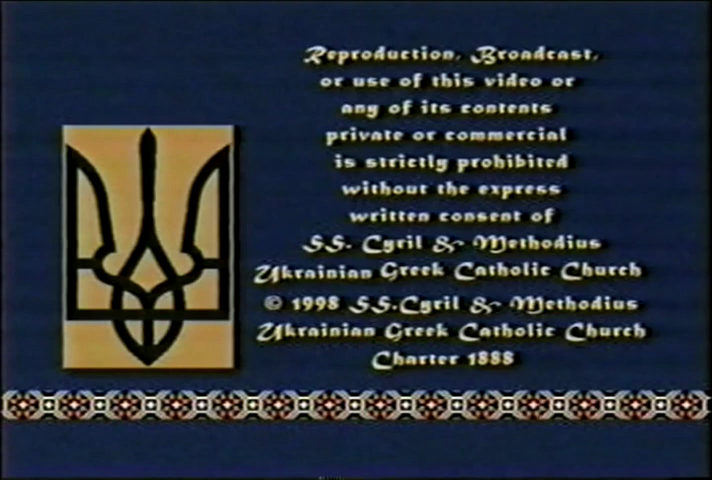 Reproduction, Broadcast,
or use of this video or
any of its contents
private or commercial
is strictly prohibited
without the express
written consent of
SS. Cyril & Methodius
Ukrainian Greek Catholic Church
© 1998 SS.Cyril & Methodius
Ukrainian Greek Catholic Church
Charter 1888